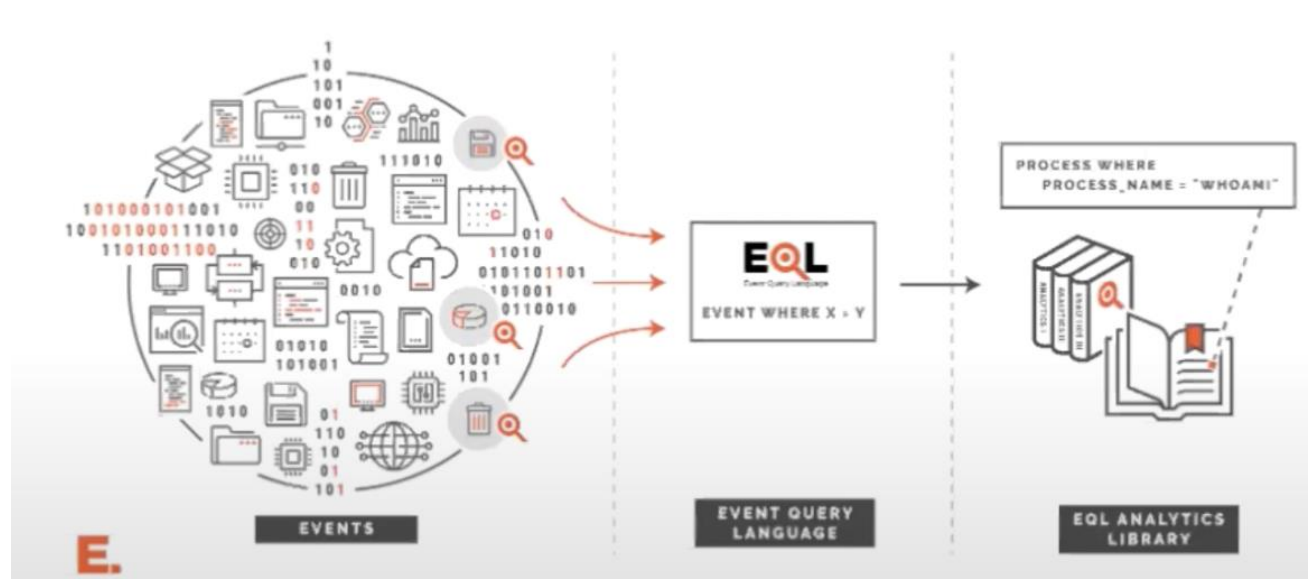 1
10
101
001
10
010
110
00
11
10
010
111010
101000101001
1001010001111010
1101001100
0010
010
11010
0101101101
101001
0110010
01010
101001
01001
101
1010
01
110
10
01
101
EVENTS
EQL
Event Query Language
EVENT WHERE X = Y
EVENT QUERY
LANGUAGE
PROCESS WHERE
PROCESS_NAME = "WHOAMI"
ANALYTICS I
ANALYTICS II
ANALYTICS III
EQL ANALYTICS
LIBRARY
E.